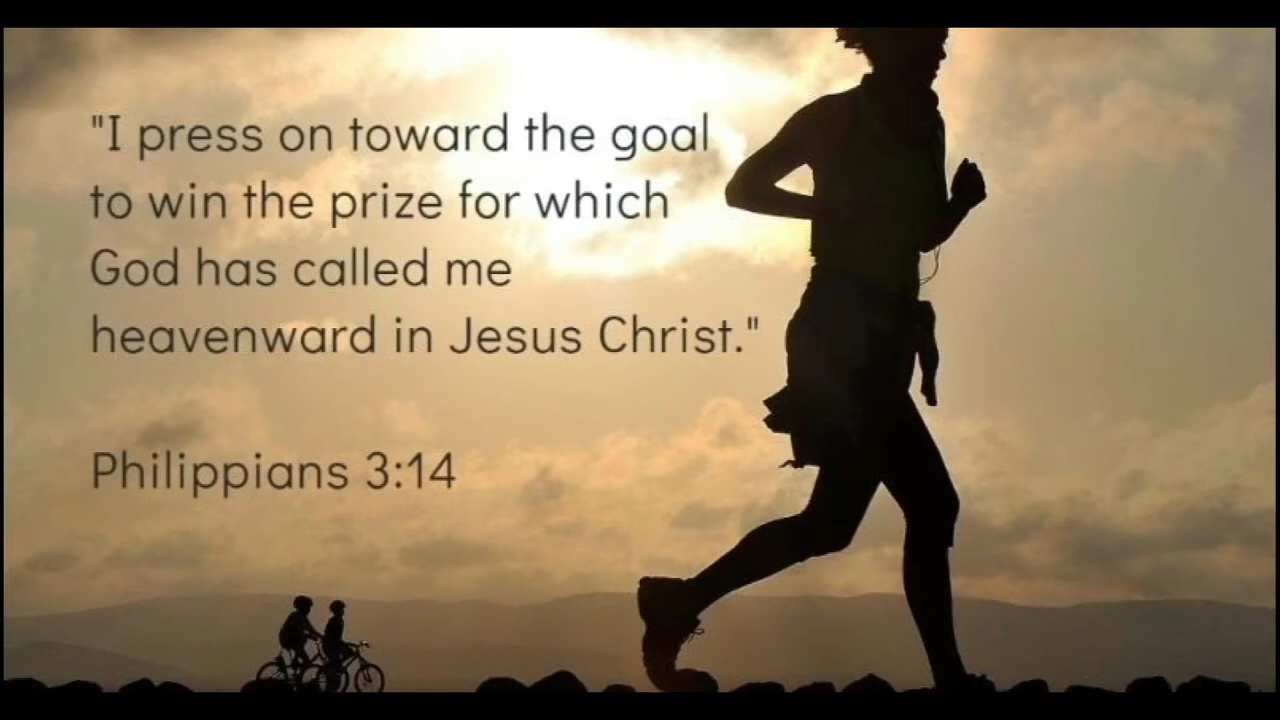 "I press on toward the goal
to win the prize for which
God has called me
heavenward in Jesus Christ."
Philippians 3:14